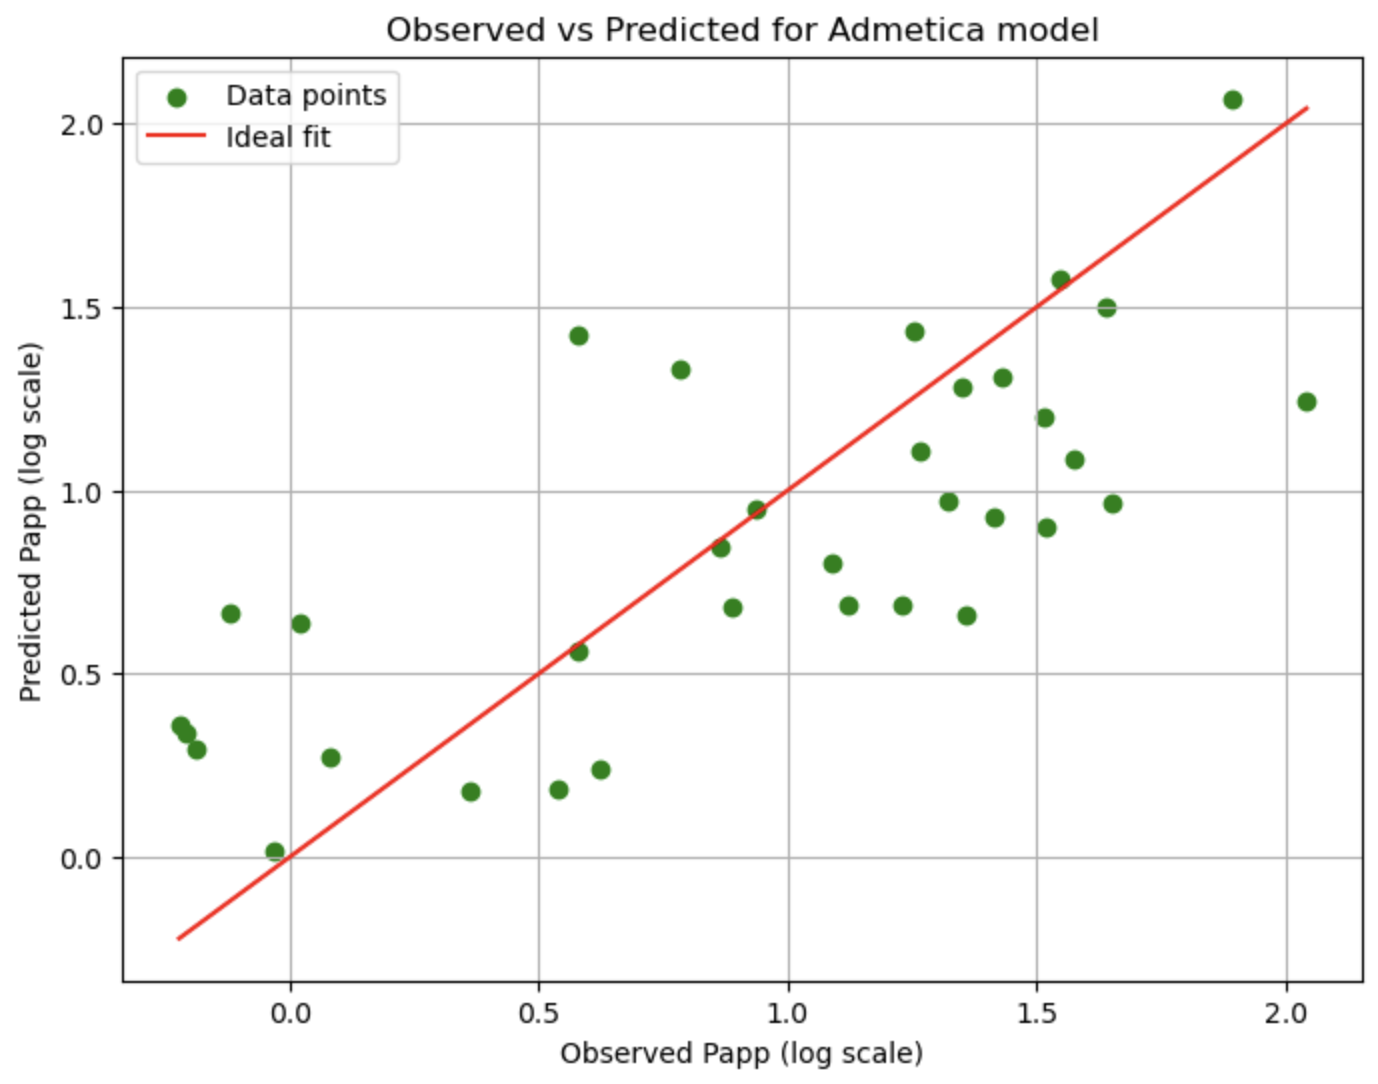 Observed vs Predicted for Admetica model
Data points
Ideal fit
2.0
1.5
1.0
0.5
0.0
Predicted Papp (log scale)
0.0 0.5 1.0 1.5 2.0
Observed Papp (log scale)